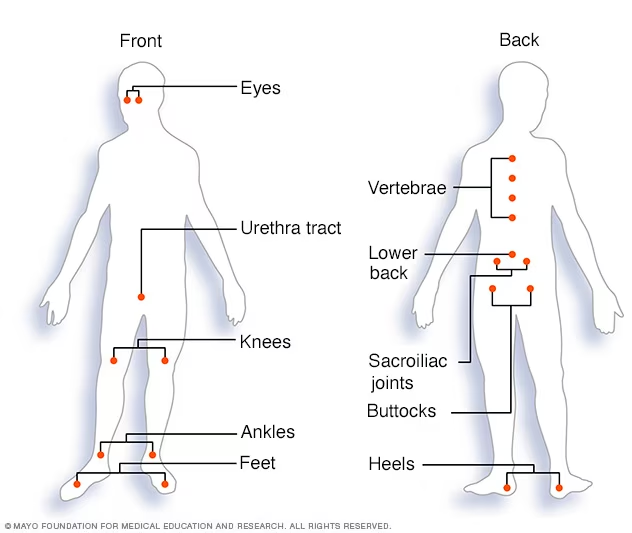 Front
Back
Eyes
Urethra tract
Knees
Ankles
Feet
Vertebrae
Lower
back
Sacroiliac
joints
Buttocks
Heels
© MAYO FOUNDATION FOR MEDICAL EDUCATION AND RESEARCH. ALL RIGHTS RESERVED.